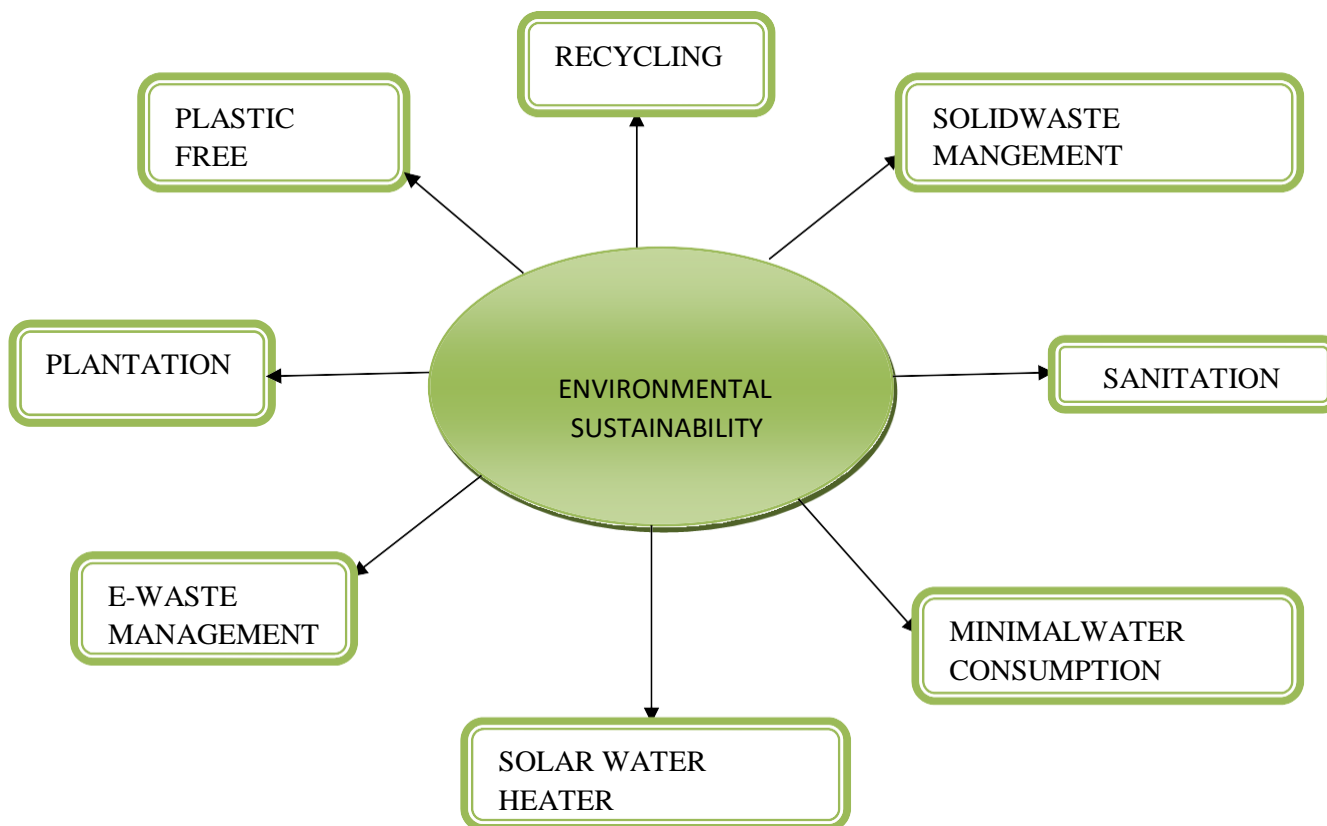 RECYCLING
PLASTIC
FREE
SOLIDWASTE
MANGEMENT
PLANTATION
ENVIRONMENTAL
SUSTAINABILITY
SANITATION
E-WASTE
MANAGEMENT
MINIMALWATER
CONSUMPTION
SOLAR WATER
HEATER